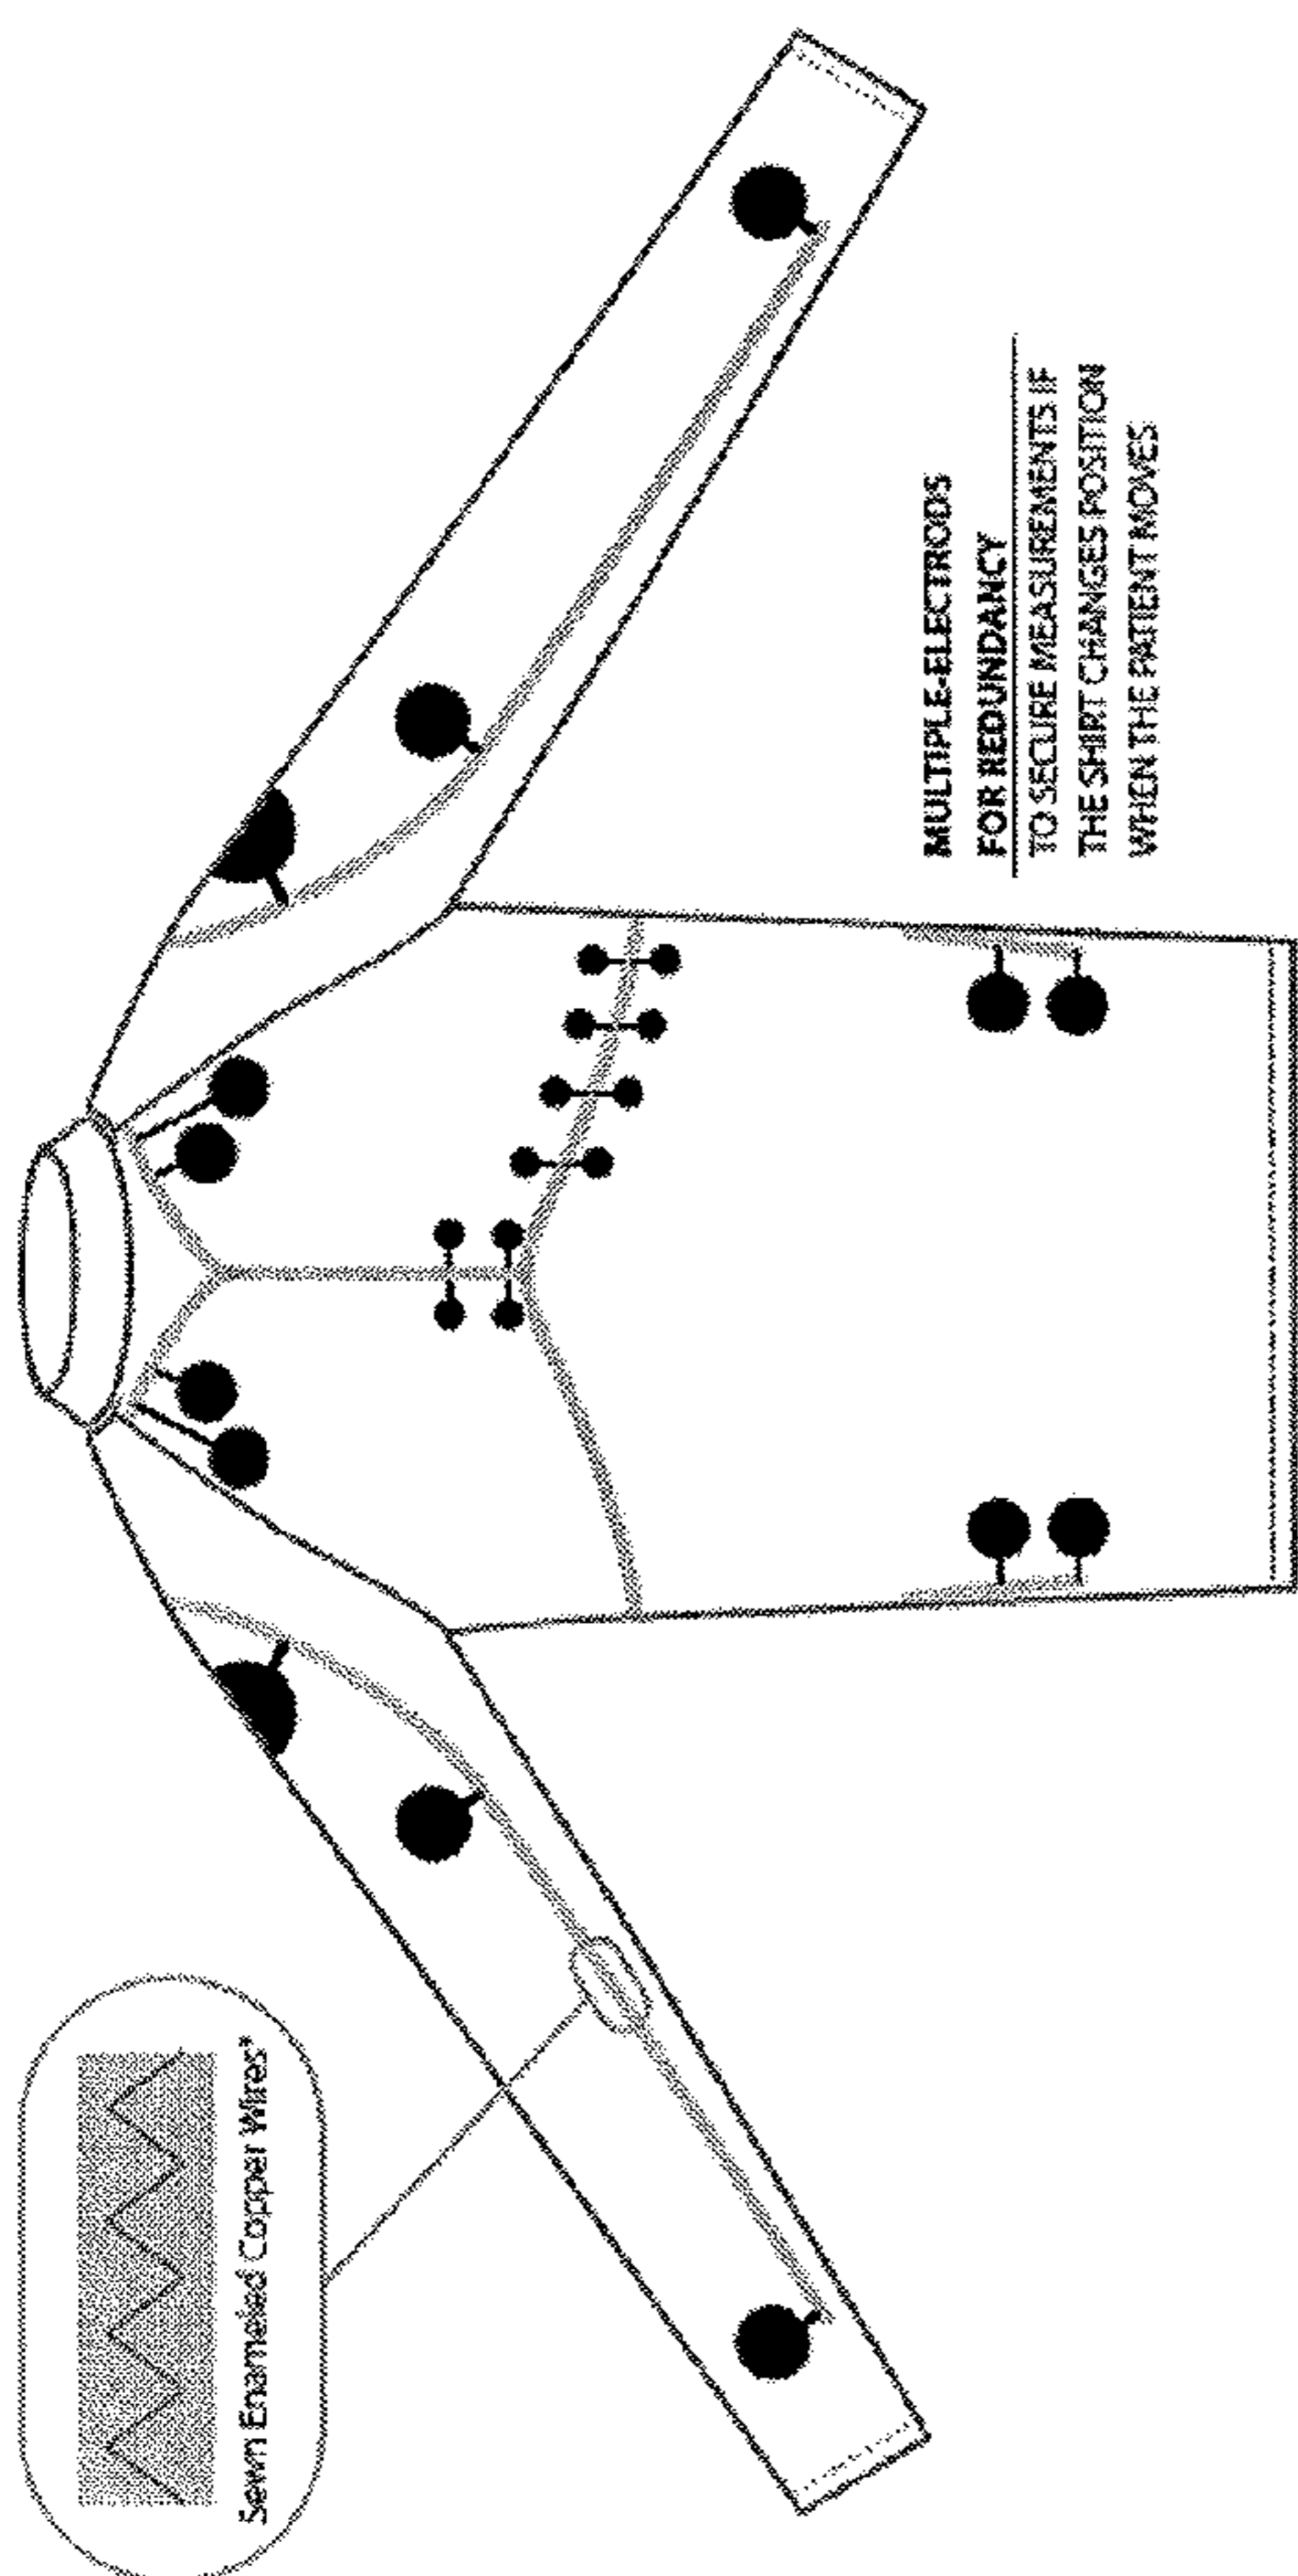 Sewn Enameled Copper Wires*
MULTIPLE-ELECTRODS
FOR REDUNDANCY
TO SECURE MEASUREMENTS IF
THE SHIRT CHANGES POSITION
WHEN THE PATIENT MOVES